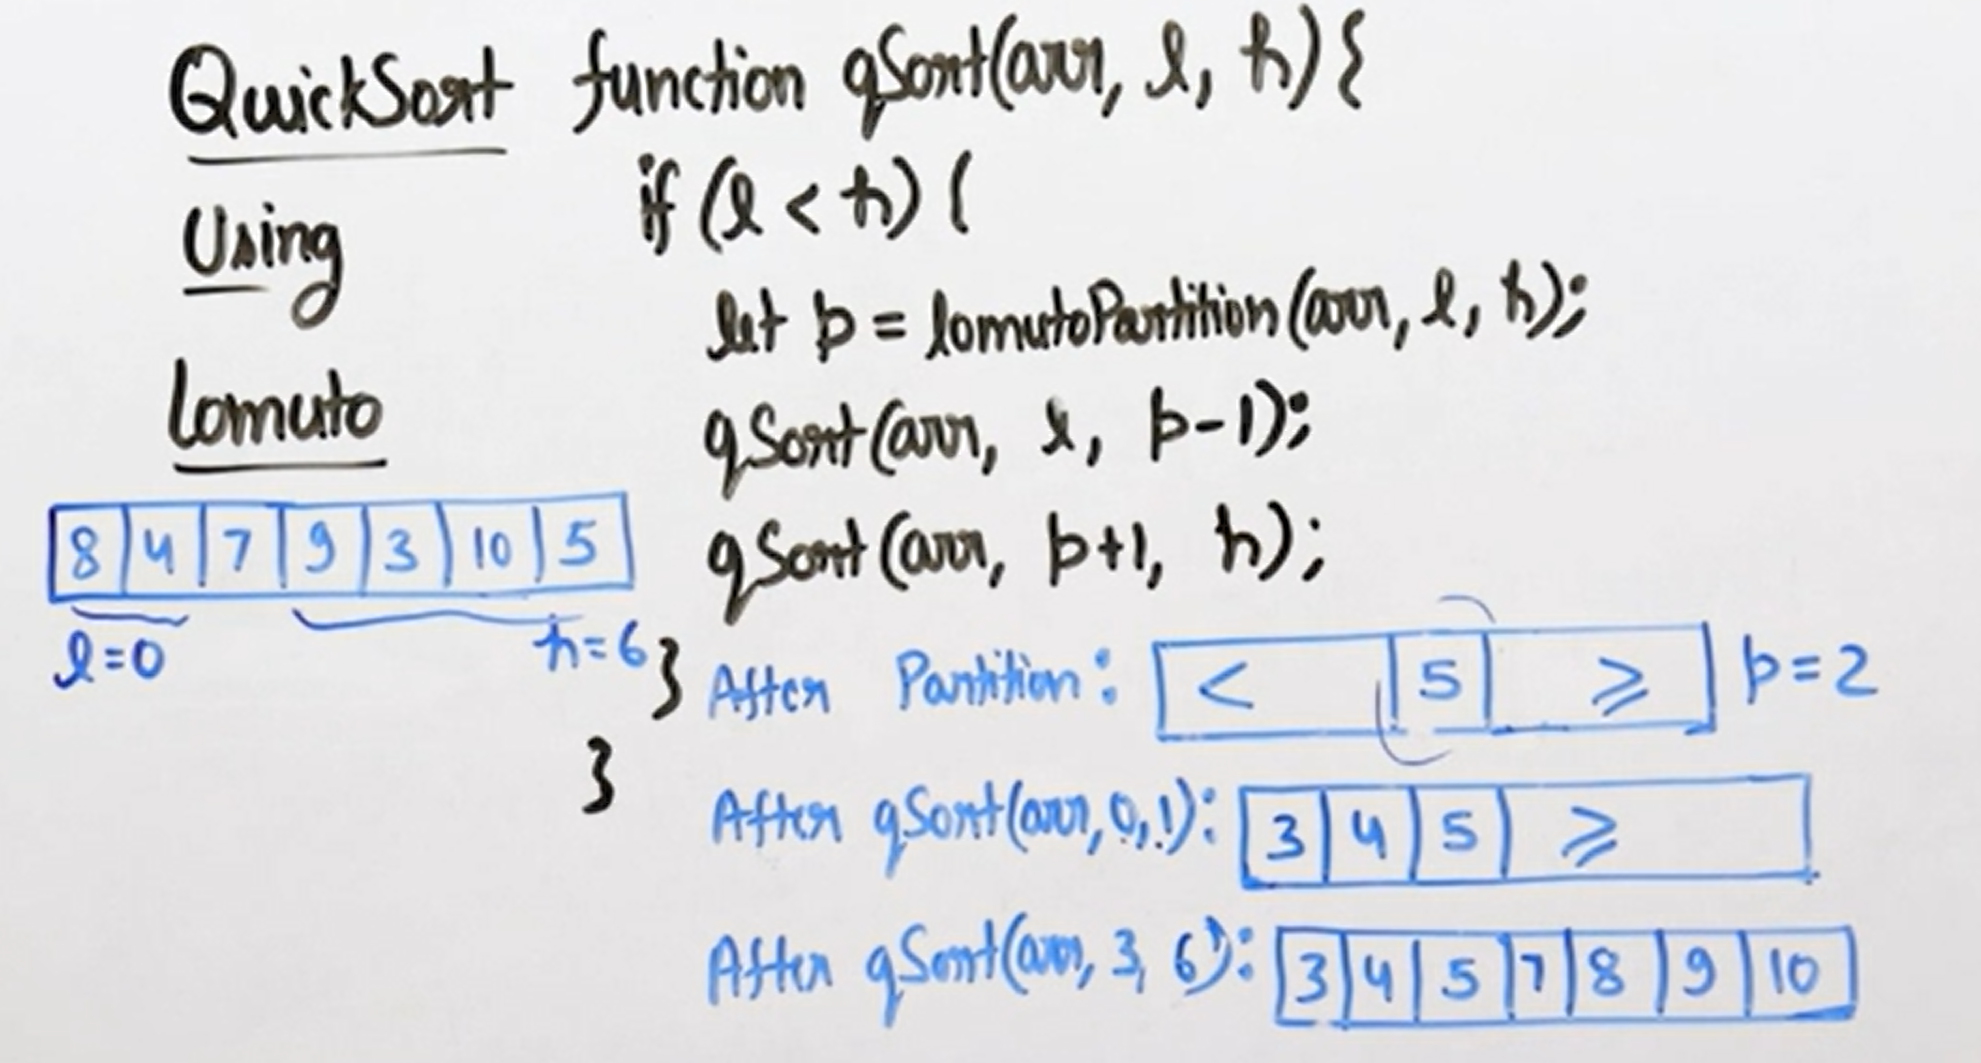 QuickSort
Using
Lomuto
function qSort(arr, l, h) {
if (l < h) {
let p = lomutoPartition (arr, l, h);
qSort(arr, l, p-1);
qSort(arr, p+1, h);
}
}
8 4 7 9 3 10 5
l=0 h=6
After Partition: < 5 ⩾ p=2
After qSort(arr,0,1): 3 4 5 ⩾
After qSort(arr, 3, 6): 3 4 5 7 8 9 10